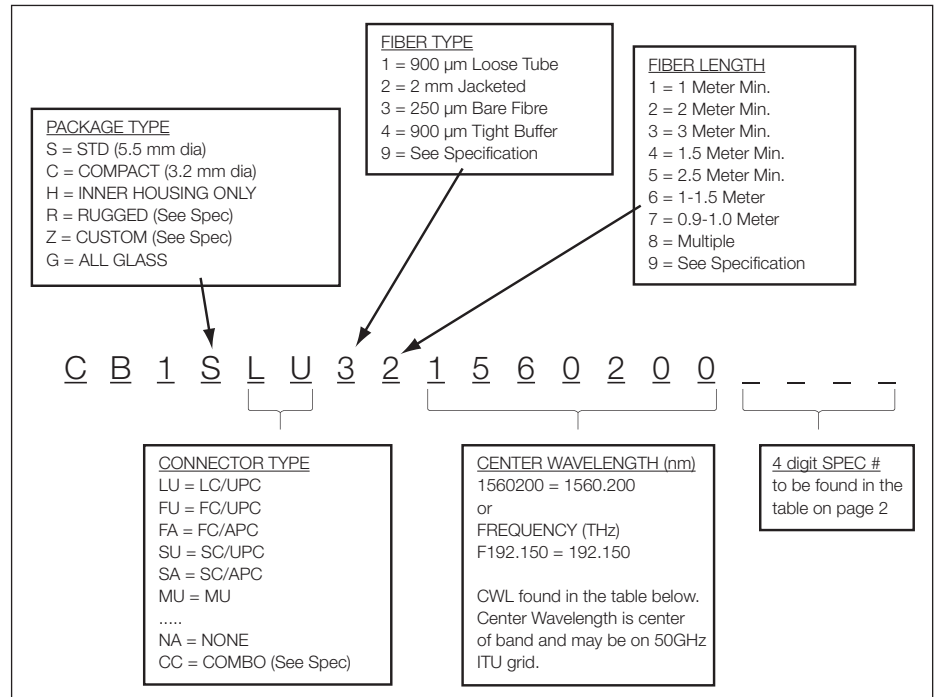 FIBER TYPE
1 = 900 µm Loose Tube
2 = 2 mm Jacketed
3 = 250 µm Bare Fibre
4 = 900 µm Tight Buffer
9 = See Specification
FIBER LENGTH
1 = 1 Meter Min.
2 = 2 Meter Min.
3 = 3 Meter Min.
4 = 1.5 Meter Min.
5 = 2.5 Meter Min.
6 = 1-1.5 Meter
7 = 0.9-1.0 Meter
8 = Multiple
9 = See Specification
PACKAGE TYPE
S = STD (5.5 mm dia)
C = COMPACT (3.2 mm dia)
H = INNER HOUSING ONLY
R = RUGGED (See Spec)
Z = CUSTOM (See Spec)
G = ALL GLASS
C B 1 S L U 3 2 1 5 6 0 2 0 0 _ _ _ _
CONNECTOR TYPE
LU = LC/UPC
FU = FC/UPC
FA = FC/APC
SU = SC/UPC
SA = SC/APC
MU = MU
.....
NA = NONE
CC = COMBO (See Spec)
CENTER WAVELENGTH (nm)
1560200 = 1560.200
or
FREQUENCY (THz)
F192.150 = 192.150
CWL found in the table below.
Center Wavelength is center
of band and may be on 50GHz
ITU grid.
4 digit SPEC #
to be found in the
table on page 2